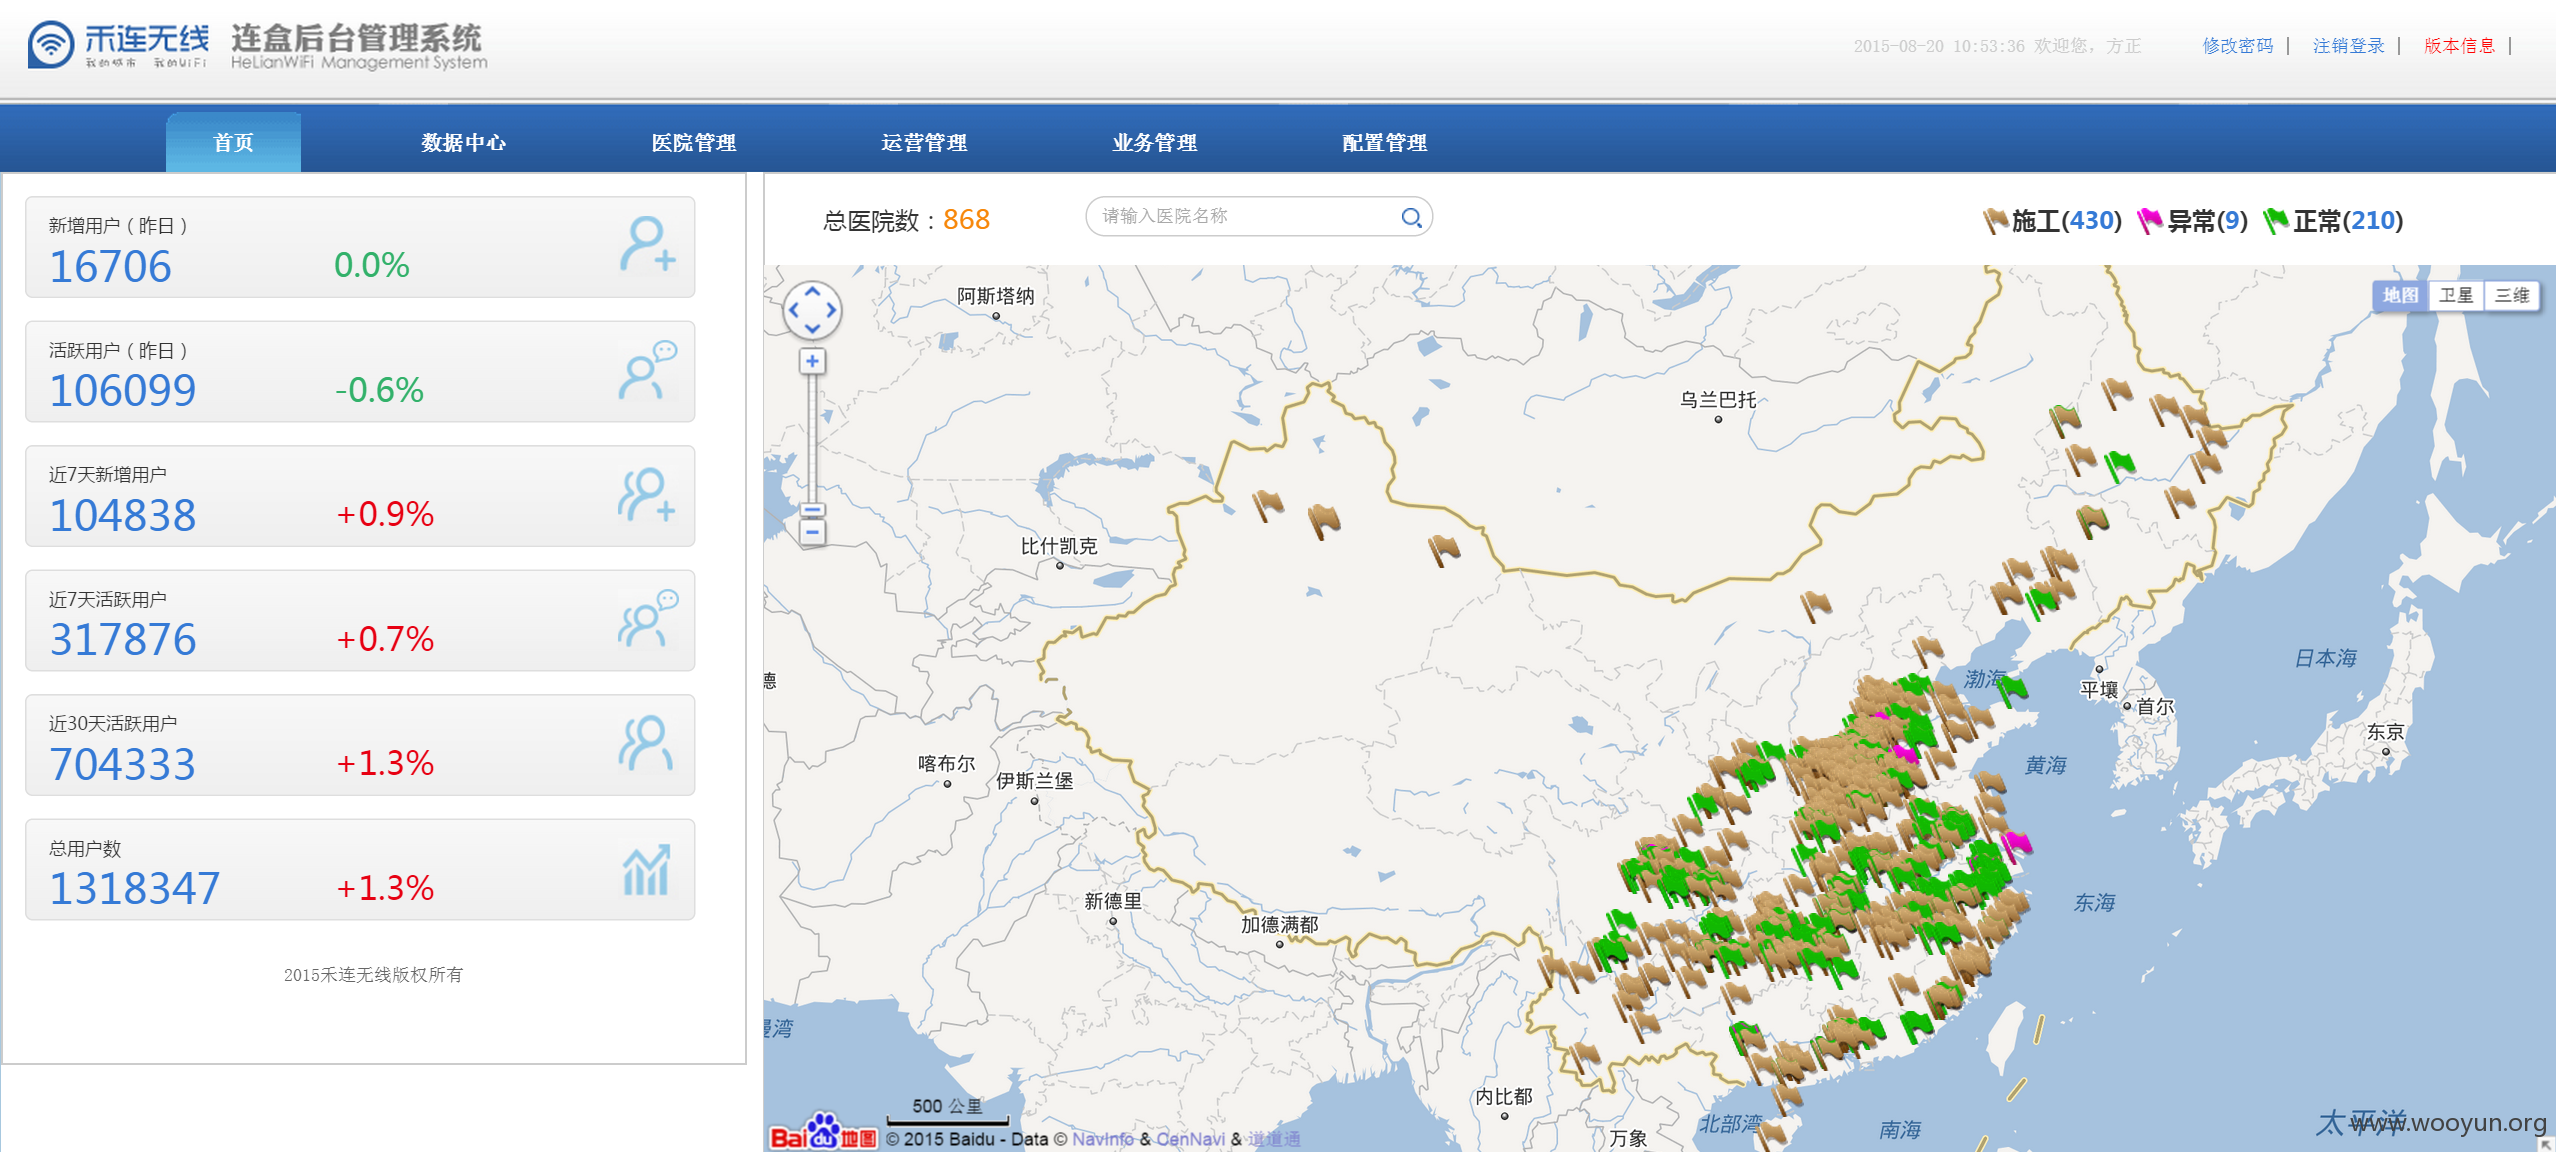 禾连无线
我的城市 我的WiFi
连盒后台管理系统
HeLianWiFi Management System
2015-08-20 10:53:36 欢迎您，方正
修改密码 | 注销登录 | 版本信息 |
首页 数据中心 医院管理 运营管理 业务管理 配置管理
新增用户（昨日）
16706 0.0%
活跃用户（昨日）
106099 -0.6%
近7天新增用户
104838 +0.9%
近7天活跃用户
317876 +0.7%
近30天活跃用户
704333 +1.3%
总用户数
1318347 +1.3%
2015禾连无线版权所有
总医院数：868
请输入医院名称
施工(430) 异常(9) 正常(210)
地图 卫星 三维
阿斯塔纳
乌兰巴托
比什凯克
日本海
渤海
德
平壤
首尔
东京
喀布尔
黄海
伊斯兰堡
新德里
东海
加德满都
曼湾
内比都
500 公里
北部湾
南海
太平洋
万象
Baidu地图 © 2015 Baidu - Data © NavInfo & CenNavi & 道道通
www.wooyun.org